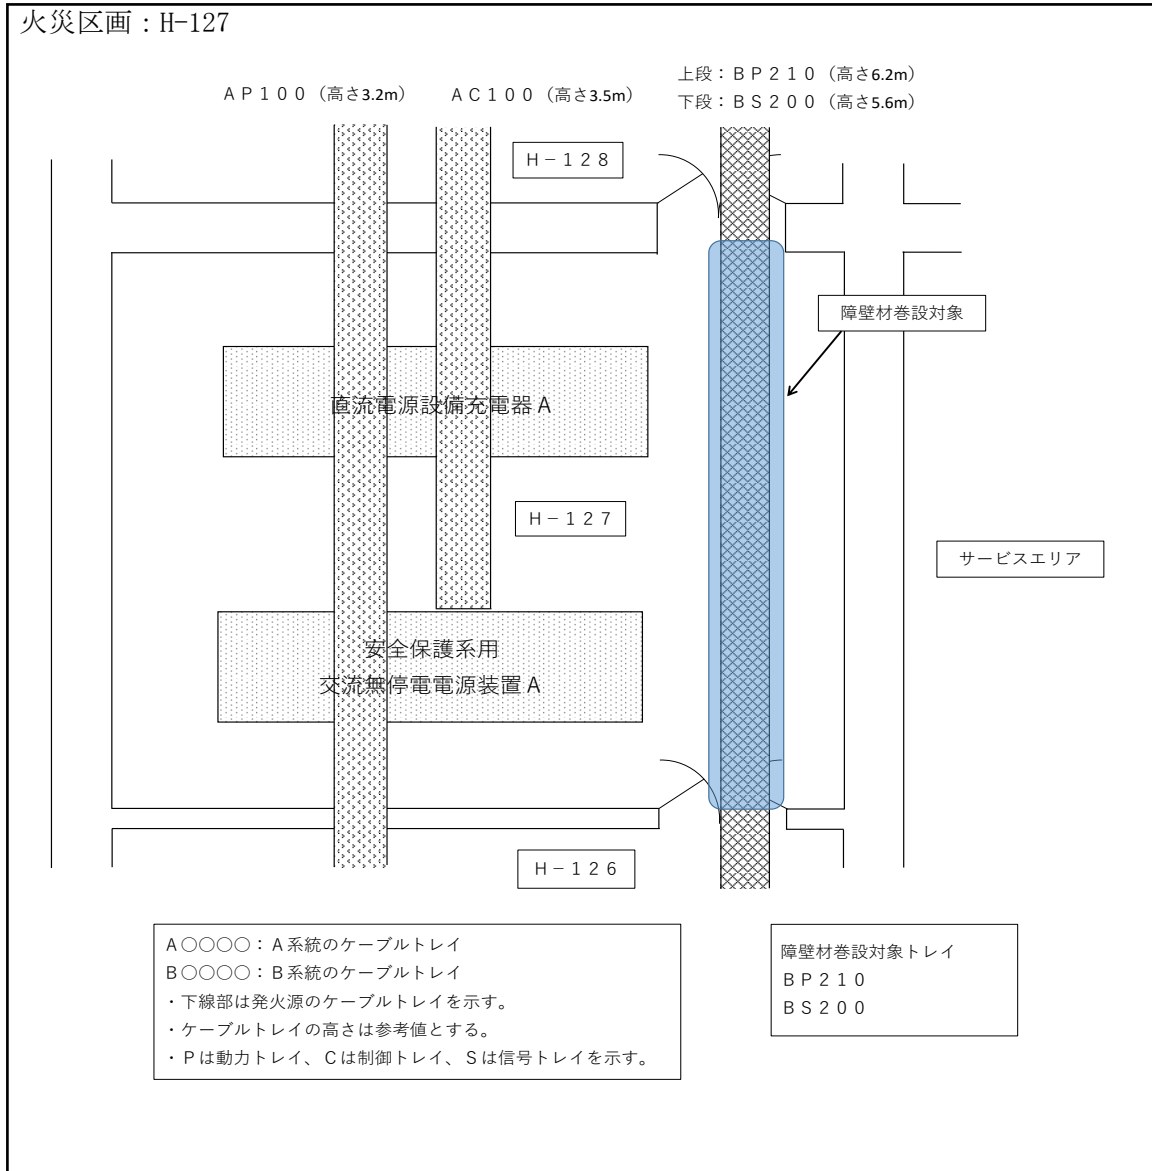 火災区画：H-127
上段：ＢＰ２１０（高さ6.2m）
ＡＰ１００（高さ3.2m）　ＡＣ１００（高さ3.5m）　下段：ＢＳ２００（高さ5.6m）
Ｈ－１２８
障壁材巻設対象
直流電源設備充電器Ａ
Ｈ－１２７
サービスエリア
安全保護系用
交流無停電電源装置Ａ
Ｈ－１２６
Ａ○○○○：Ａ系統のケーブルトレイ
Ｂ○○○○：Ｂ系統のケーブルトレイ
・下線部は発火源のケーブルトレイを示す。
・ケーブルトレイの高さは参考値とする。
・Ｐは動力トレイ、Ｃは制御トレイ、Ｓは信号トレイを示す。
障壁材巻設対象トレイ
ＢＰ２１０
ＢＳ２００